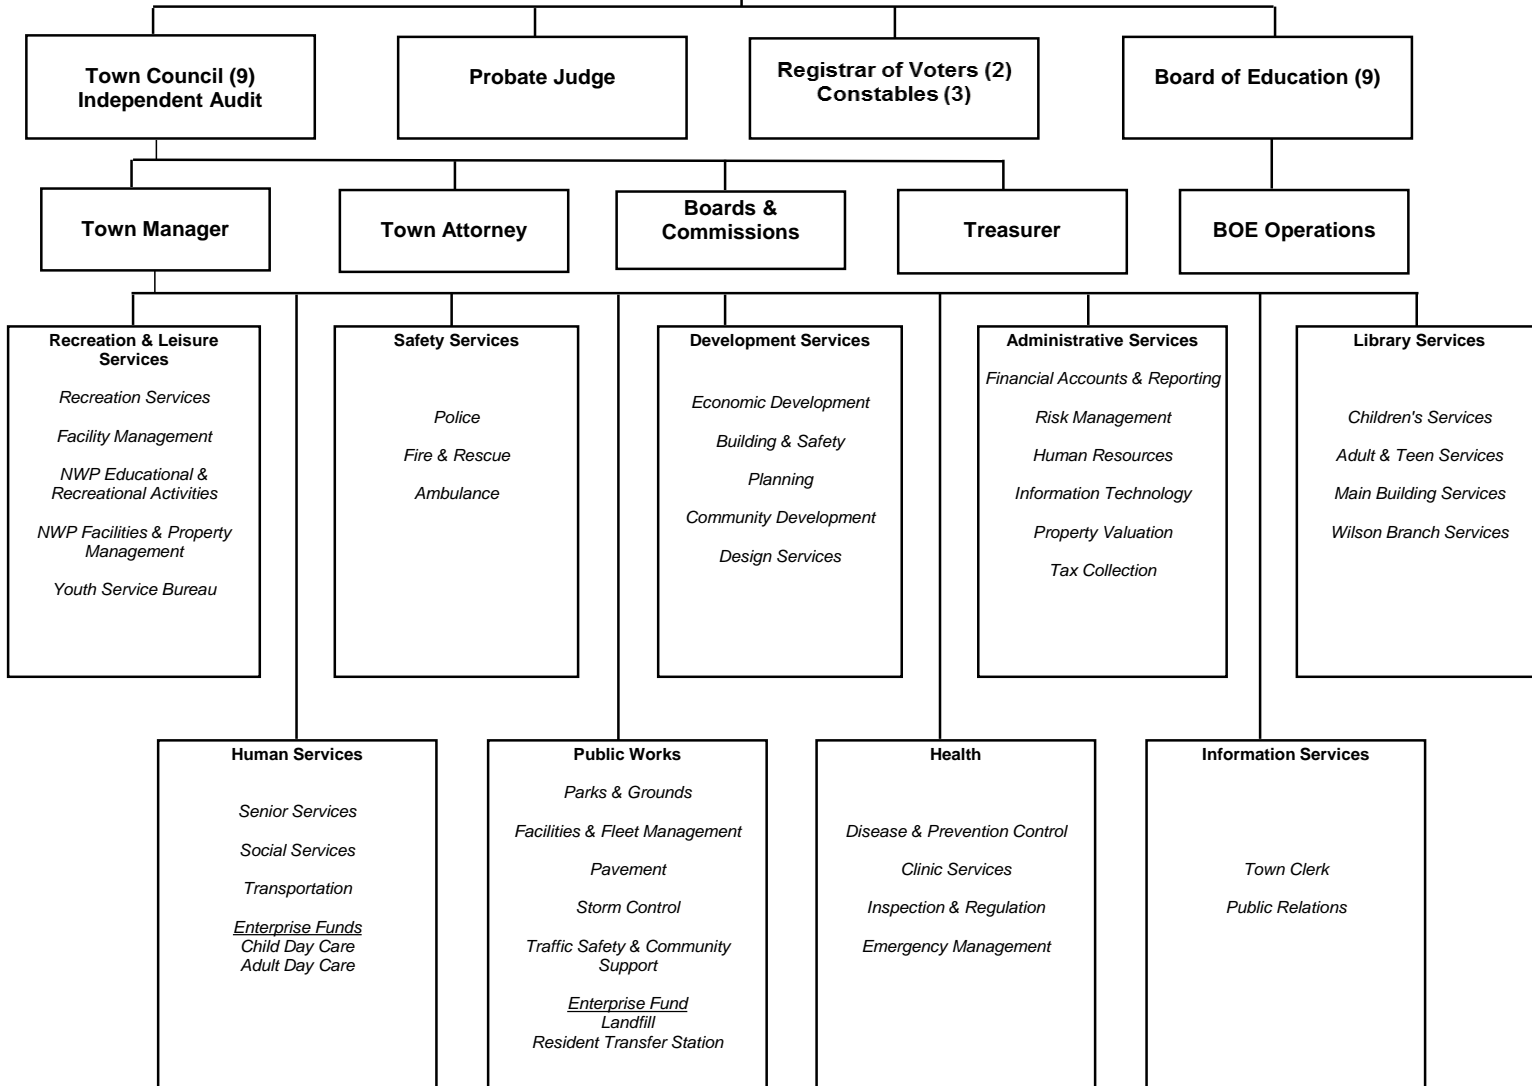 Town Council (9)
Independent Audit
Probate Judge
Registrar of Voters (2)
Constables (3)
Board of Education (9)
Town Manager
Town Attorney
Boards &
Commissions
Treasurer
BOE Operations
Recreation & Leisure
Services
Recreation Services
Facility Management
NWP Educational &
Recreational Activities
NWP Facilities & Property
Management
Youth Service Bureau
Safety Services
Police
Fire & Rescue
Ambulance
Development Services
Economic Development
Building & Safety
Planning
Community Development
Design Services
Administrative Services
Financial Accounts & Reporting
Risk Management
Human Resources
Information Technology
Property Valuation
Tax Collection
Library Services
Children's Services
Adult & Teen Services
Main Building Services
Wilson Branch Services
Human Services
Senior Services
Social Services
Transportation
Enterprise Funds
Child Day Care
Adult Day Care
Public Works
Parks & Grounds
Facilities & Fleet Management
Pavement
Storm Control
Traffic Safety & Community
Support
Enterprise Fund
Landfill
Resident Transfer Station
Health
Disease & Prevention Control
Clinic Services
Inspection & Regulation
Emergency Management
Information Services
Town Clerk
Public Relations